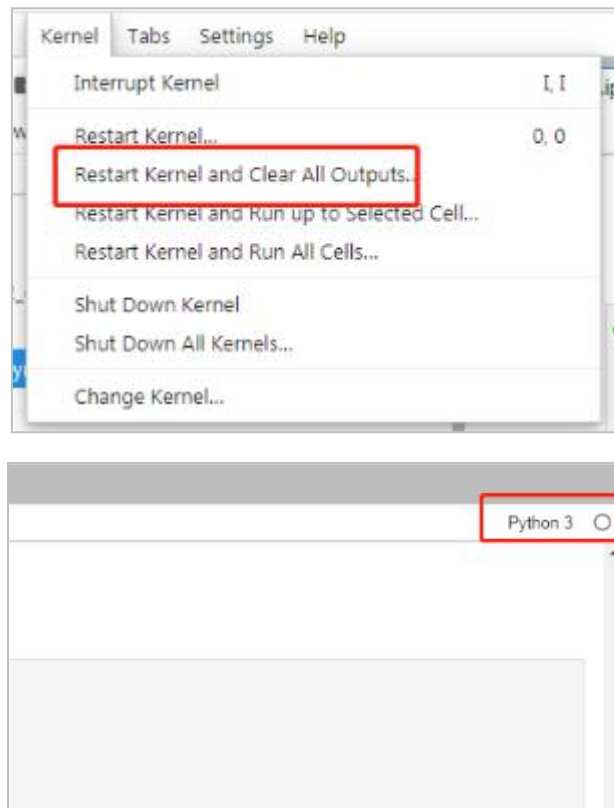 Kernel Tabs Settings Help
Interrupt Kernel I, I
Restart Kernel... 0, 0
Restart Kernel and Clear All Outputs..
Restart Kernel and Run up to Selected Cell...
Restart Kernel and Run All Cells...
Shut Down Kernel
Shut Down All Kernels...
Change Kernel...
Python 3